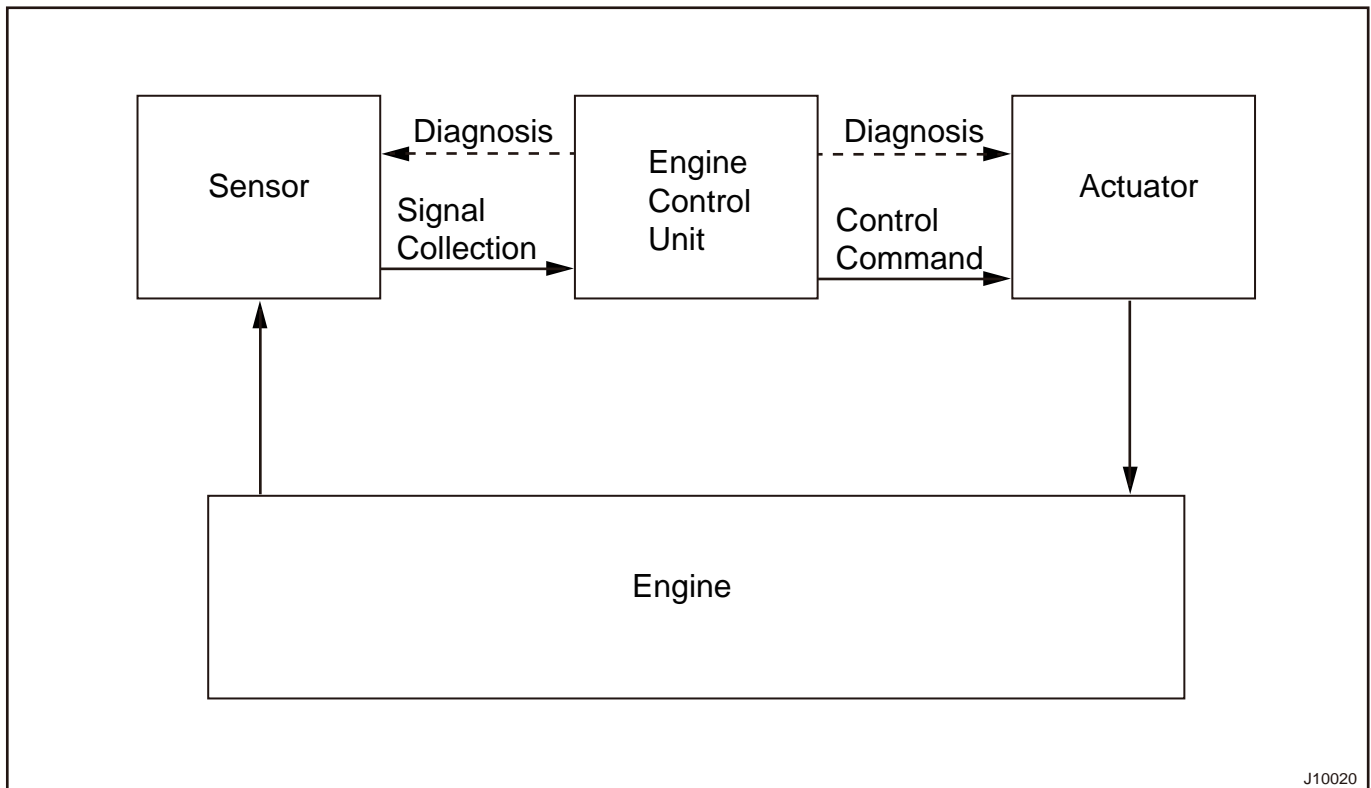 Diagnosis
Diagnosis
Sensor
Engine
Control
Unit
Actuator
Signal
Collection
Control
Command
Engine
J10020